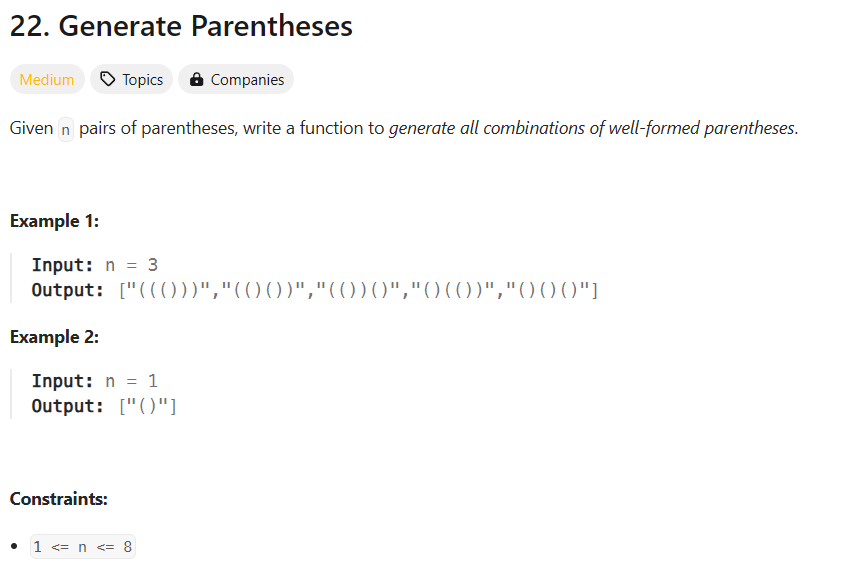 22. Generate Parentheses
Medium Topics Companies
Given n pairs of parentheses, write a function to generate all combinations of well-formed parentheses.
Example 1:
Input: n = 3
Output: ["((()))","(()())","(())()","()(())","()()()"]
Example 2:
Input: n = 1
Output: ["()"]
Constraints:
• 1 <= n <= 8